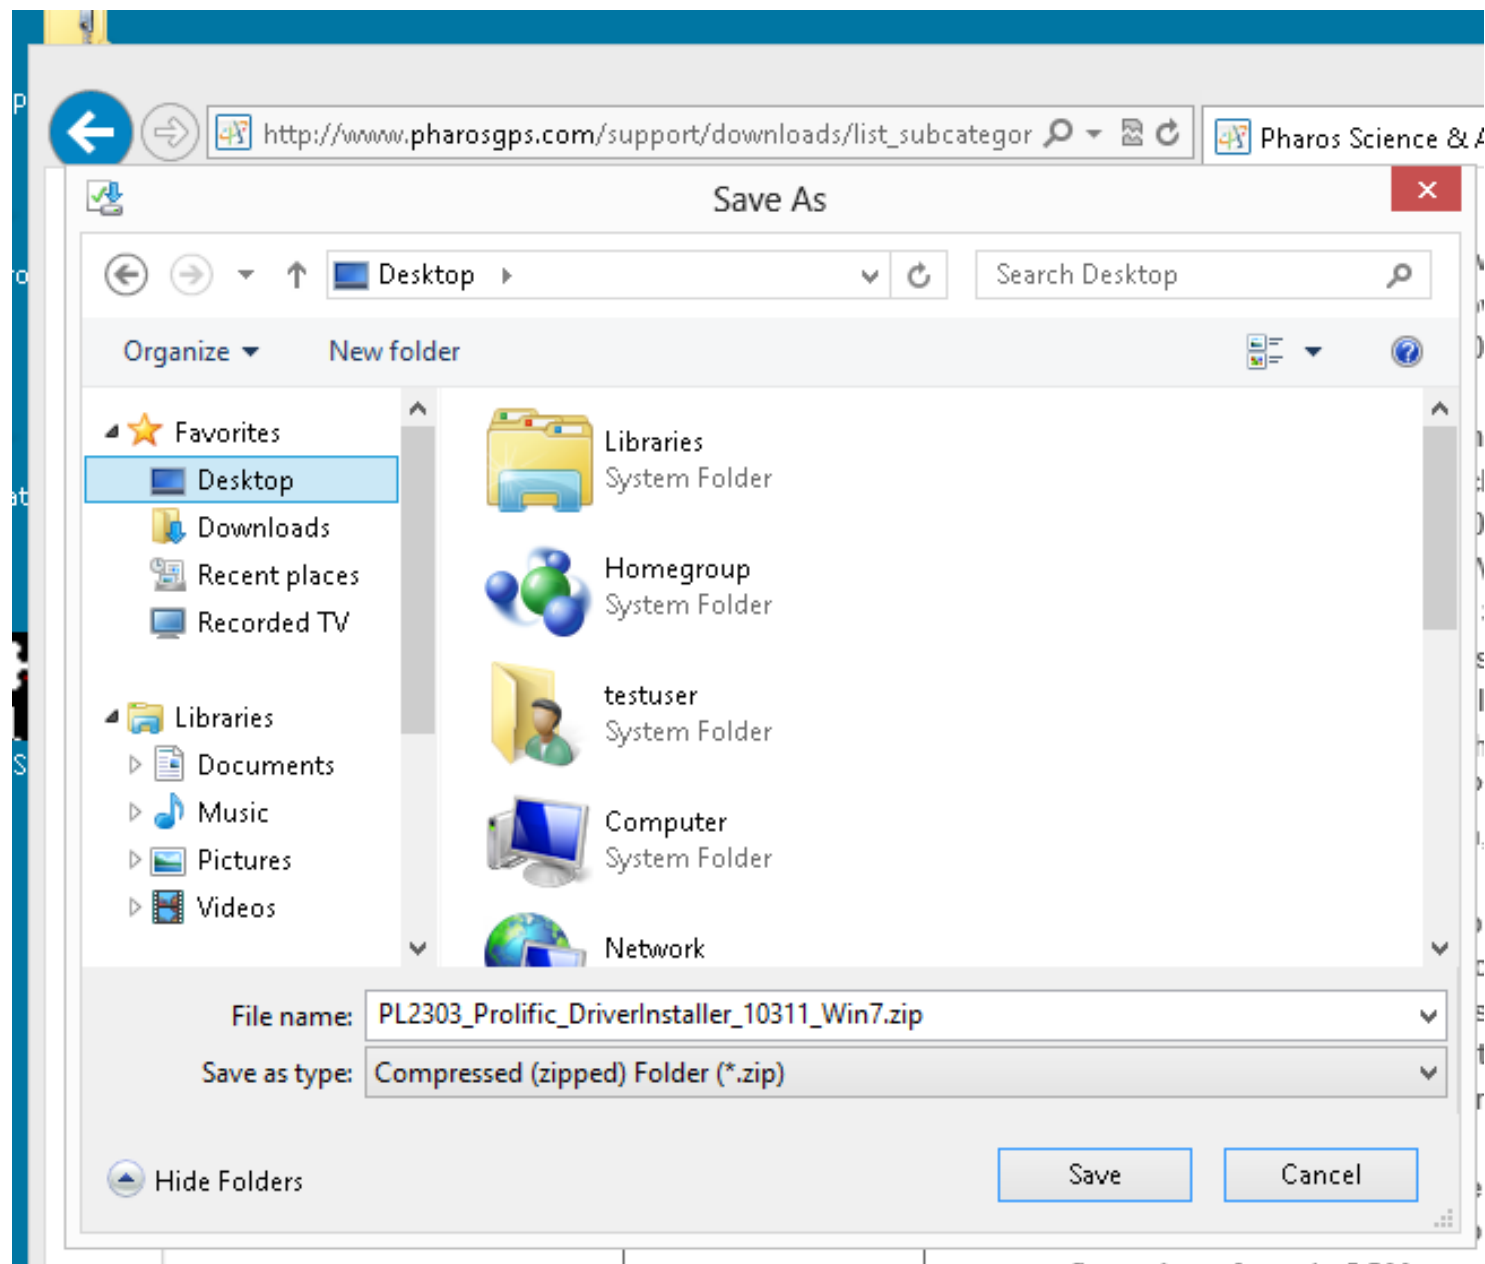 http://www.pharosgps.com/support/downloads/list_subcategor
Pharos Science &
Save As
Desktop
Search Desktop
Organize
New folder
Favorites
Desktop
Downloads
Recent places
Recorded TV
Libraries
Documents
Music
Pictures
Videos
Libraries
System Folder
Homegroup
System Folder
testuser
System Folder
Computer
System Folder
Network
File name: PL2303_Prolific_DriverInstaller_10311_Win7.zip
Save as type: Compressed (zipped) Folder (*.zip)
Hide Folders
Save
Cancel